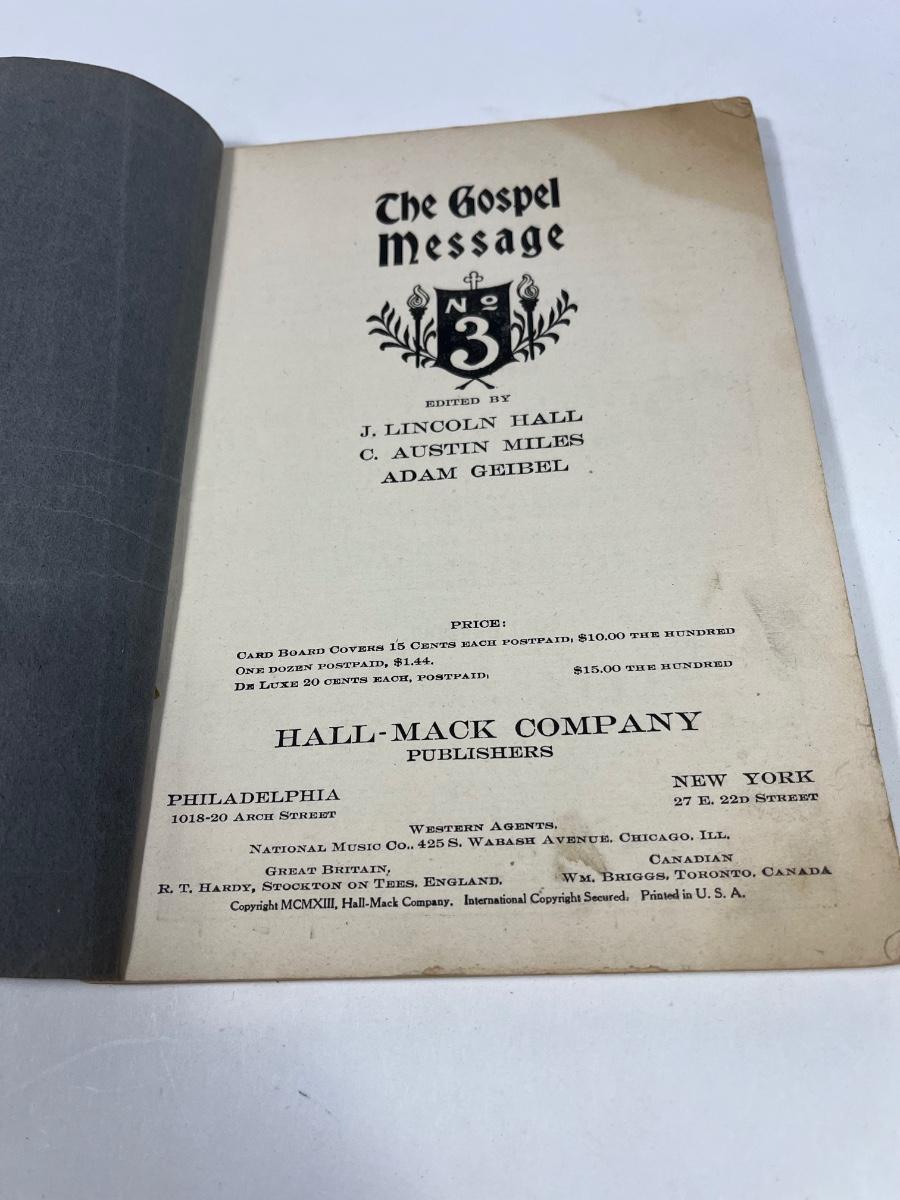 The Gospel
Message
No
3
EDITED BY
J. LINCOLN HALL
C. AUSTIN MILES
ADAM GEIBEL
PRICE:
CARD BOARD COVERS 15 CENTS EACH POSTPAID, $10.00 THE HUNDRED
ONE DOZEN POSTPAID, $1.44.
DE LUXE 20 CENTS EACH, POSTPAID, $15.00 THE HUNDRED
HALL-MACK COMPANY
PUBLISHERS
PHILADELPHIA NEW YORK
1018-20 ARCH STREET 27 E. 22D STREET
WESTERN AGENTS,
NATIONAL MUSIC CO., 425 S. WABASH AVENUE, CHICAGO, ILL.
GREAT BRITAIN, CANADIAN
R. T. HARDY, STOCKTON ON TEES, ENGLAND. WM. BRIGGS, TORONTO, CANADA
Copyright MCMXIII, Hall-Mack Company. International Copyright Secured. Printed in U. S. A.